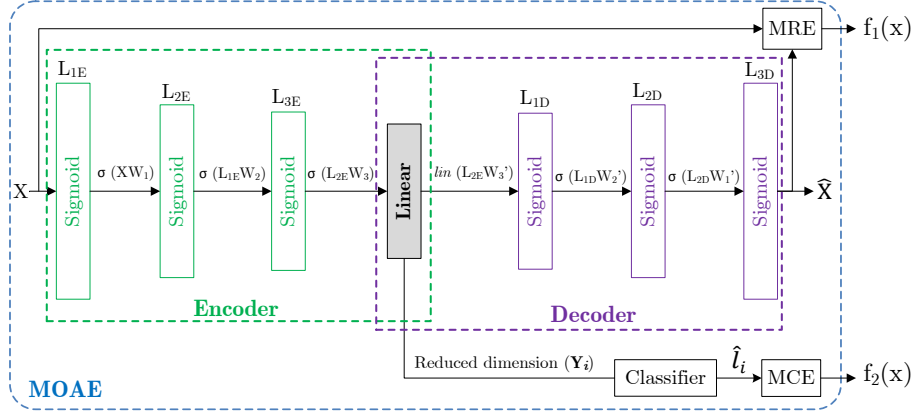 MRE
f₁(x)
L₁E
L₂E
L₃E
L₁D
L₂D
L₃D
X
Sigmoid
σ (XW₁)
Sigmoid
σ (L₁EW₂)
Sigmoid
σ (L₂EW₃)
Linear
lin (L₂EW₃')
Sigmoid
σ (L₁DW₂')
Sigmoid
σ (L₂DW₁')
Sigmoid
X̂
Encoder
Decoder
Reduced dimension (Yᵢ)
Classifier
l̂ᵢ
MCE
f₂(x)
MOAE